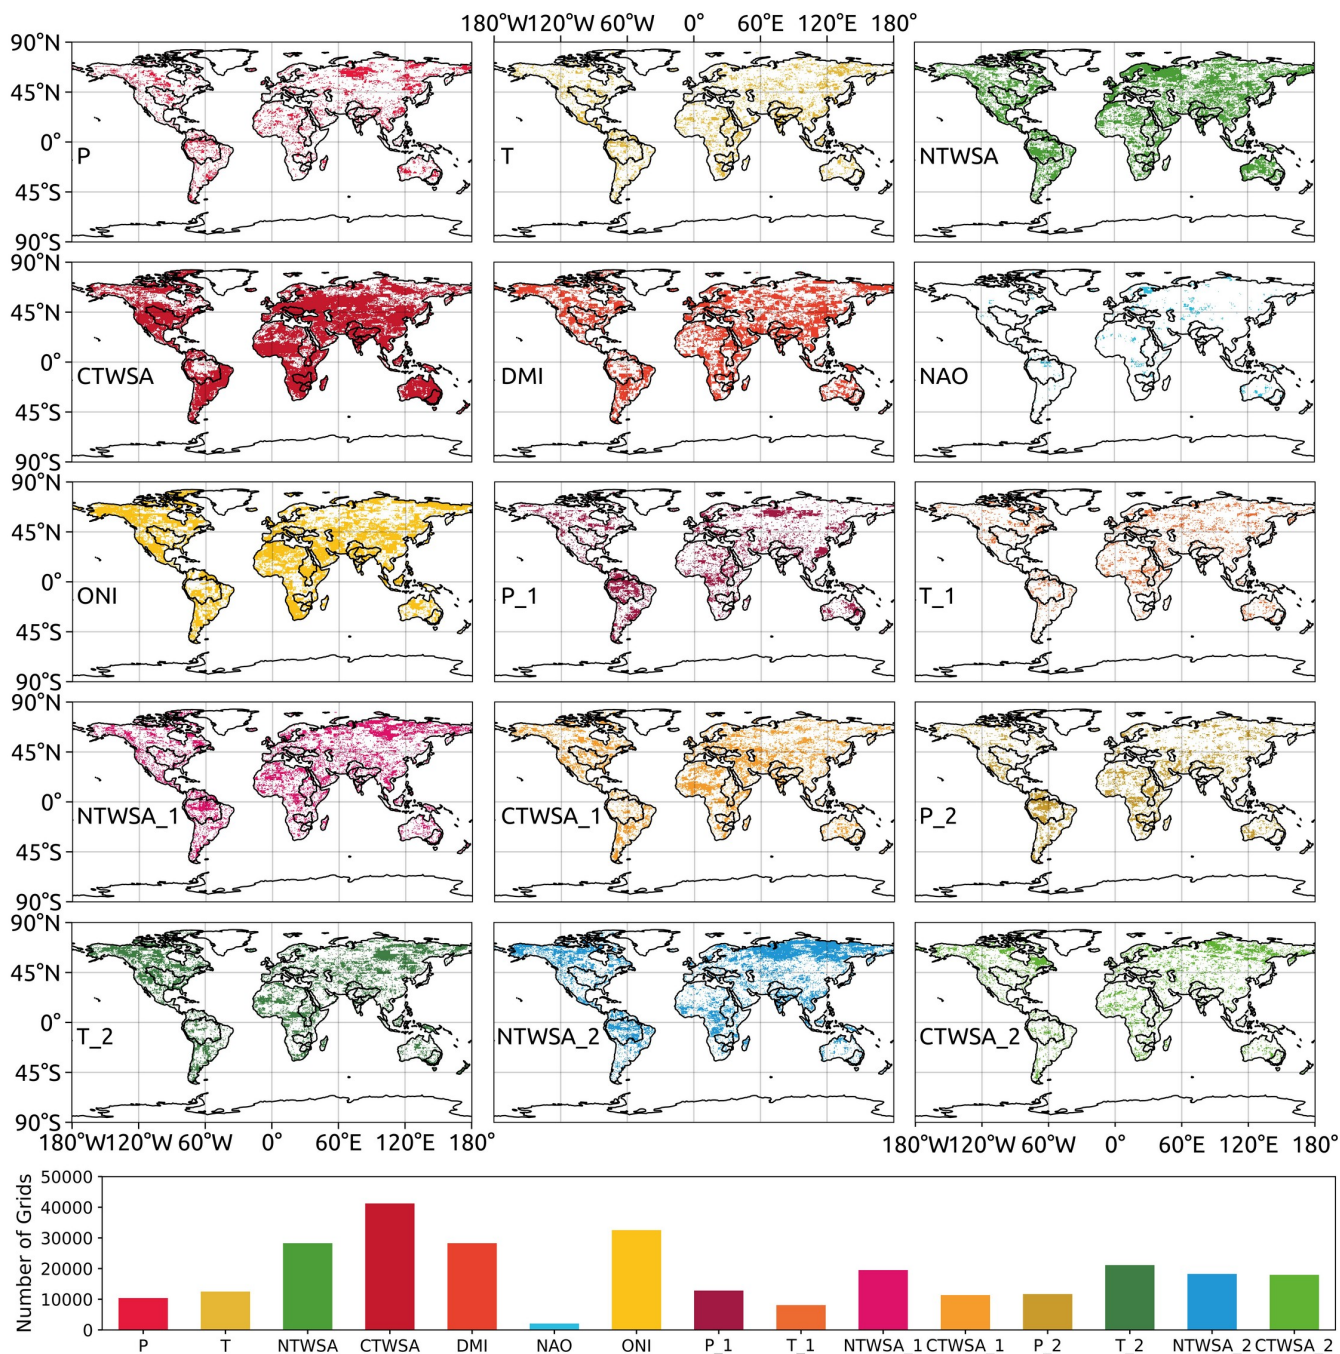 180°W 120°W 60°W 0° 60°E 120°E 180°
90°N
45°N
0°
45°S
90°S
P
T
NTWSA
90°N
45°N
0°
45°S
90°S
CTWSA
DMI
NAO
90°N
45°N
0°
45°S
90°S
ONI
P_1
T_1
90°N
45°N
0°
45°S
90°S
NTWSA_1
CTWSA_1
P_2
90°N
45°N
0°
45°S
90°S
T_2
NTWSA_2
CTWSA_2
180°W 120°W 60°W 0° 60°E 120°E 180°
180°W 120°W 60°W 0° 60°E 120°E 180°
Number of Grids
50000
40000
30000
20000
10000
0
P T NTWSA CTWSA DMI NAO ONI P_1 T_1 NTWSA_1 CTWSA_1 P_2 T_2 NTWSA_2 CTWSA_2